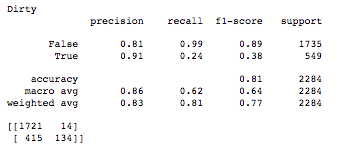 Dirty
precision recall f1-score support
False 0.81 0.99 0.89 1735
True 0.91 0.24 0.38 549
accuracy 0.81 2284
macro avg 0.86 0.62 0.64 2284
weighted avg 0.83 0.81 0.77 2284
[[1721 14]
[ 415 134]]